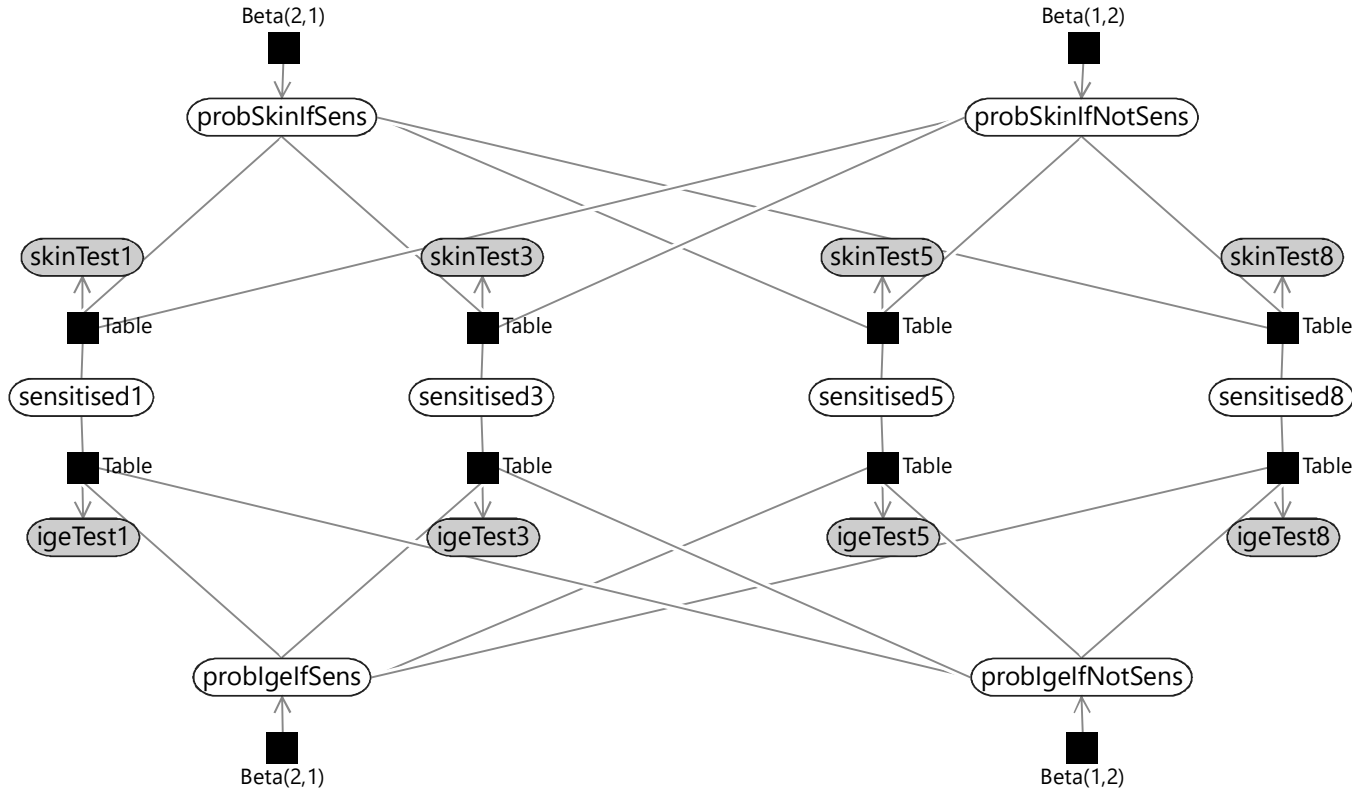 Beta(2,1)
Beta(1,2)
probSkinIfSens
probSkinIfNotSens
skinTest1
skinTest3
skinTest5
skinTest8
Table
Table
Table
Table
sensitised1
sensitised3
sensitised5
sensitised8
Table
Table
Table
Table
igeTest1
igeTest3
igeTest5
igeTest8
probIgeIfSens
probIgeIfNotSens
Beta(2,1)
Beta(1,2)